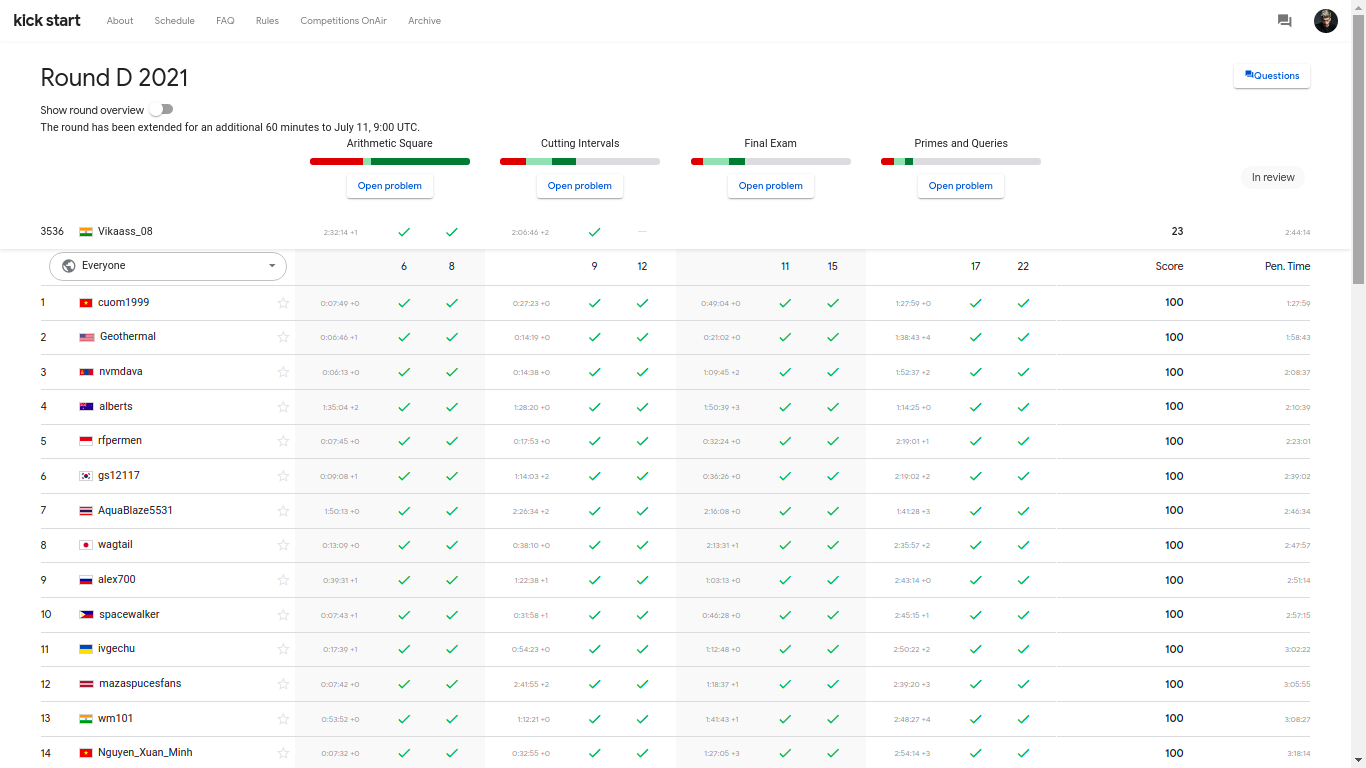 kick start About Schedule FAQ Rules Competitions OnAir Archive
Round D 2021
Questions
Show round overview
The round has been extended for an additional 60 minutes to July 11, 9:00 UTC.
Arithmetic Square Cutting Intervals Final Exam Primes and Queries
Open problem Open problem Open problem Open problem
In review
3536 Vikaass_08 2:32:14 +1 2:06:46 +2 23 2:44:14
Everyone 6 8 9 12 11 15 17 22 Score Pen. Time
1 cuom1999 0:07:49 +0 0:27:23 +0 0:49:04 +0 1:27:59 +0 100 1:27:59
2 Geothermal 0:06:46 +1 0:14:19 +0 0:21:02 +0 1:38:43 +4 100 1:58:43
3 nvmdava 0:06:13 +0 0:14:38 +0 1:09:45 +2 1:52:37 +2 100 2:08:37
4 alberts 1:35:04 +2 1:28:20 +0 1:50:39 +3 1:14:25 +0 100 2:10:39
5 rfpermen 0:07:45 +0 0:17:53 +0 0:32:24 +0 2:19:01 +1 100 2:23:01
6 gs12117 0:09:08 +1 1:14:03 +2 0:36:26 +0 2:19:02 +2 100 2:39:02
7 AquaBlaze5531 1:50:13 +0 2:26:34 +2 2:16:08 +0 1:41:28 +3 100 2:46:34
8 wagtail 0:13:09 +0 0:38:10 +0 2:13:31 +1 2:35:57 +2 100 2:47:57
9 alex700 0:39:31 +1 1:22:38 +1 1:03:13 +0 2:43:14 +0 100 2:51:14
10 spacewalker 0:07:43 +1 0:31:58 +1 0:46:28 +0 2:45:15 +1 100 2:57:15
11 ivgechu 0:17:39 +1 0:54:23 +0 1:12:48 +0 2:50:22 +2 100 3:02:22
12 mazaspucesfans 0:07:42 +0 2:41:55 +2 1:18:37 +1 2:39:20 +3 100 3:05:55
13 wm101 0:53:52 +0 1:12:21 +0 1:41:43 +1 2:48:27 +4 100 3:08:27
14 Nguyen_Xuan_Minh 0:07:32 +0 0:32:55 +0 1:27:05 +3 2:54:14 +3 100 3:18:14